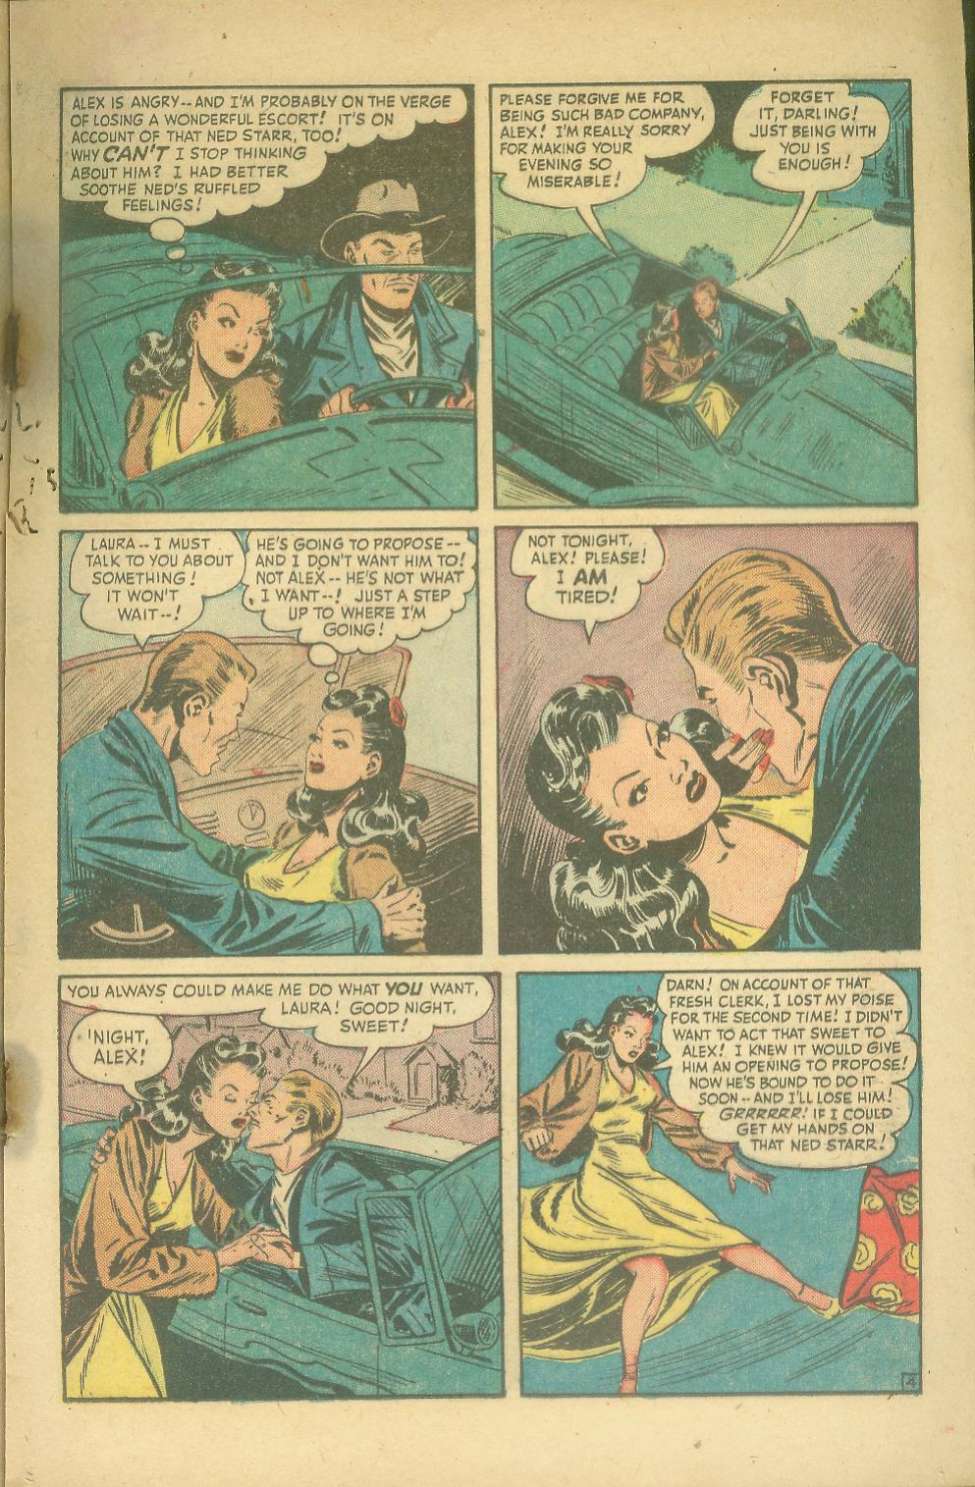 ALEX IS ANGRY--AND I'M PROBABLY ON THE VERGE
OF LOSING A WONDERFUL ESCORT! IT'S ON
ACCOUNT OF THAT NED STARR, TOO!
WHY CAN'T I STOP THINKING
ABOUT HIM? I HAD BETTER
SOOTHE NED'S RUFFLED
FEELINGS!
PLEASE FORGIVE ME FOR
BEING SUCH BAD COMPANY,
ALEX! I'M REALLY SORRY
FOR MAKING YOUR
EVENING SO
MISERABLE!
FORGET
IT, DARLING!
JUST BEING WITH
YOU IS
ENOUGH!
LAURA--I MUST
TALK TO YOU ABOUT
SOMETHING!
IT WON'T
WAIT--!
HE'S GOING TO PROPOSE--
AND I DON'T WANT HIM TO!
NOT ALEX--HE'S NOT WHAT
I WANT--! JUST A STEP
UP TO WHERE I'M
GOING!
NOT TONIGHT,
ALEX! PLEASE!
I AM
TIRED!
YOU ALWAYS COULD MAKE ME DO WHAT YOU WANT,
LAURA! GOOD NIGHT,
SWEET!
'NIGHT,
ALEX!
DARN! ON ACCOUNT OF THAT
FRESH CLERK, I LOST MY POISE
FOR THE SECOND TIME! I DIDN'T
WANT TO ACT THAT SWEET TO
ALEX! I KNEW IT WOULD GIVE
HIM AN OPENING TO PROPOSE!
NOW HE'S BOUND TO DO IT
SOON--AND I'LL LOSE HIM!
GRRRRRR! IF I COULD
GET MY HANDS ON
THAT NED STARR!
4